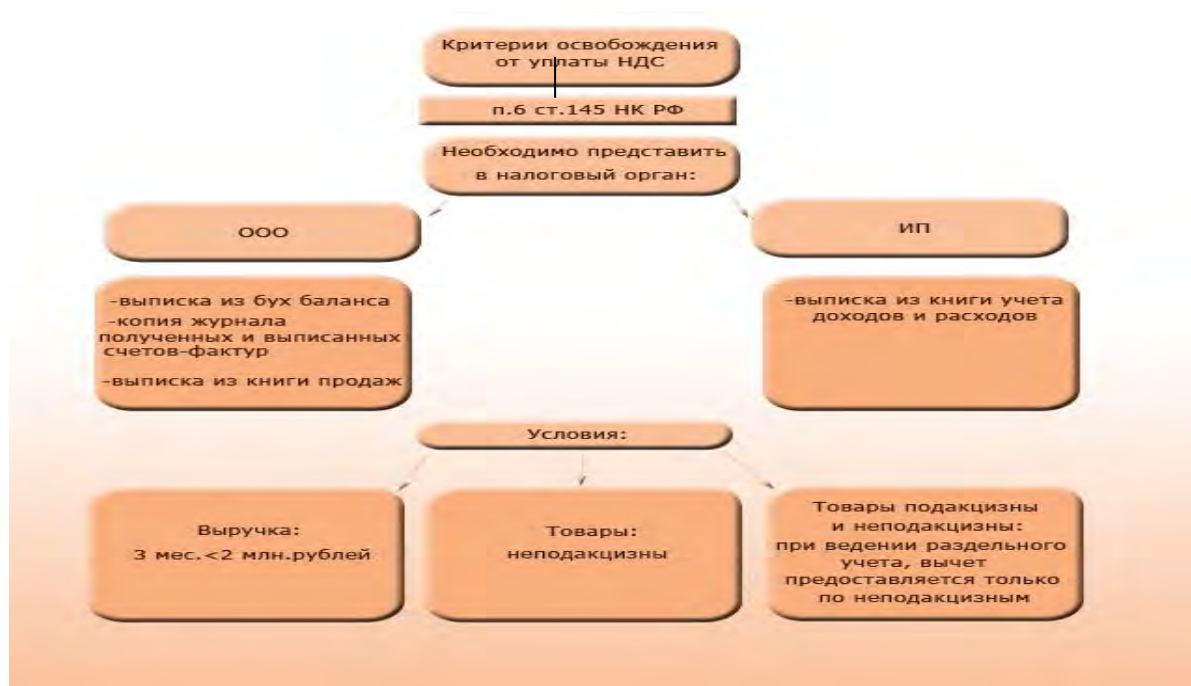 Критерии освобождения
от уплаты НДС
п.6 ст.145 НК РФ
Необходимо представить
в налоговый орган:
ООО
ИП
-выписка из бух баланса
-копия журнала
полученных и выписанных
счетов-фактур
-выписка из книги продаж
-выписка из книги учета
доходов и расходов
Условия:
Выручка:
3 мес.<2 млн.рублей
Товары:
неподакцизны
Товары подакцизны
и неподакцизны:
при ведении раздельного
учета, вычет
предоставляется только
по неподакцизным